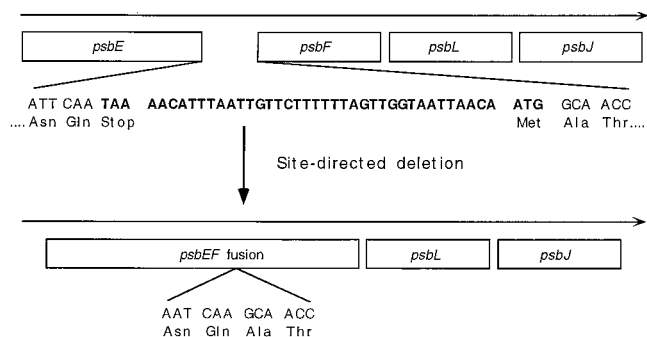 psbE psbF psbL psbJ
ATT CAA TAA AACATTTAATTGTTCTTTTTTAGTTGGTAATTAACA ATG GCA ACC
....Asn Gln Stop Met Ala Thr....
Site-directed deletion
psbEF fusion psbL psbJ
AAT CAA GCA ACC
Asn Gln Ala Thr